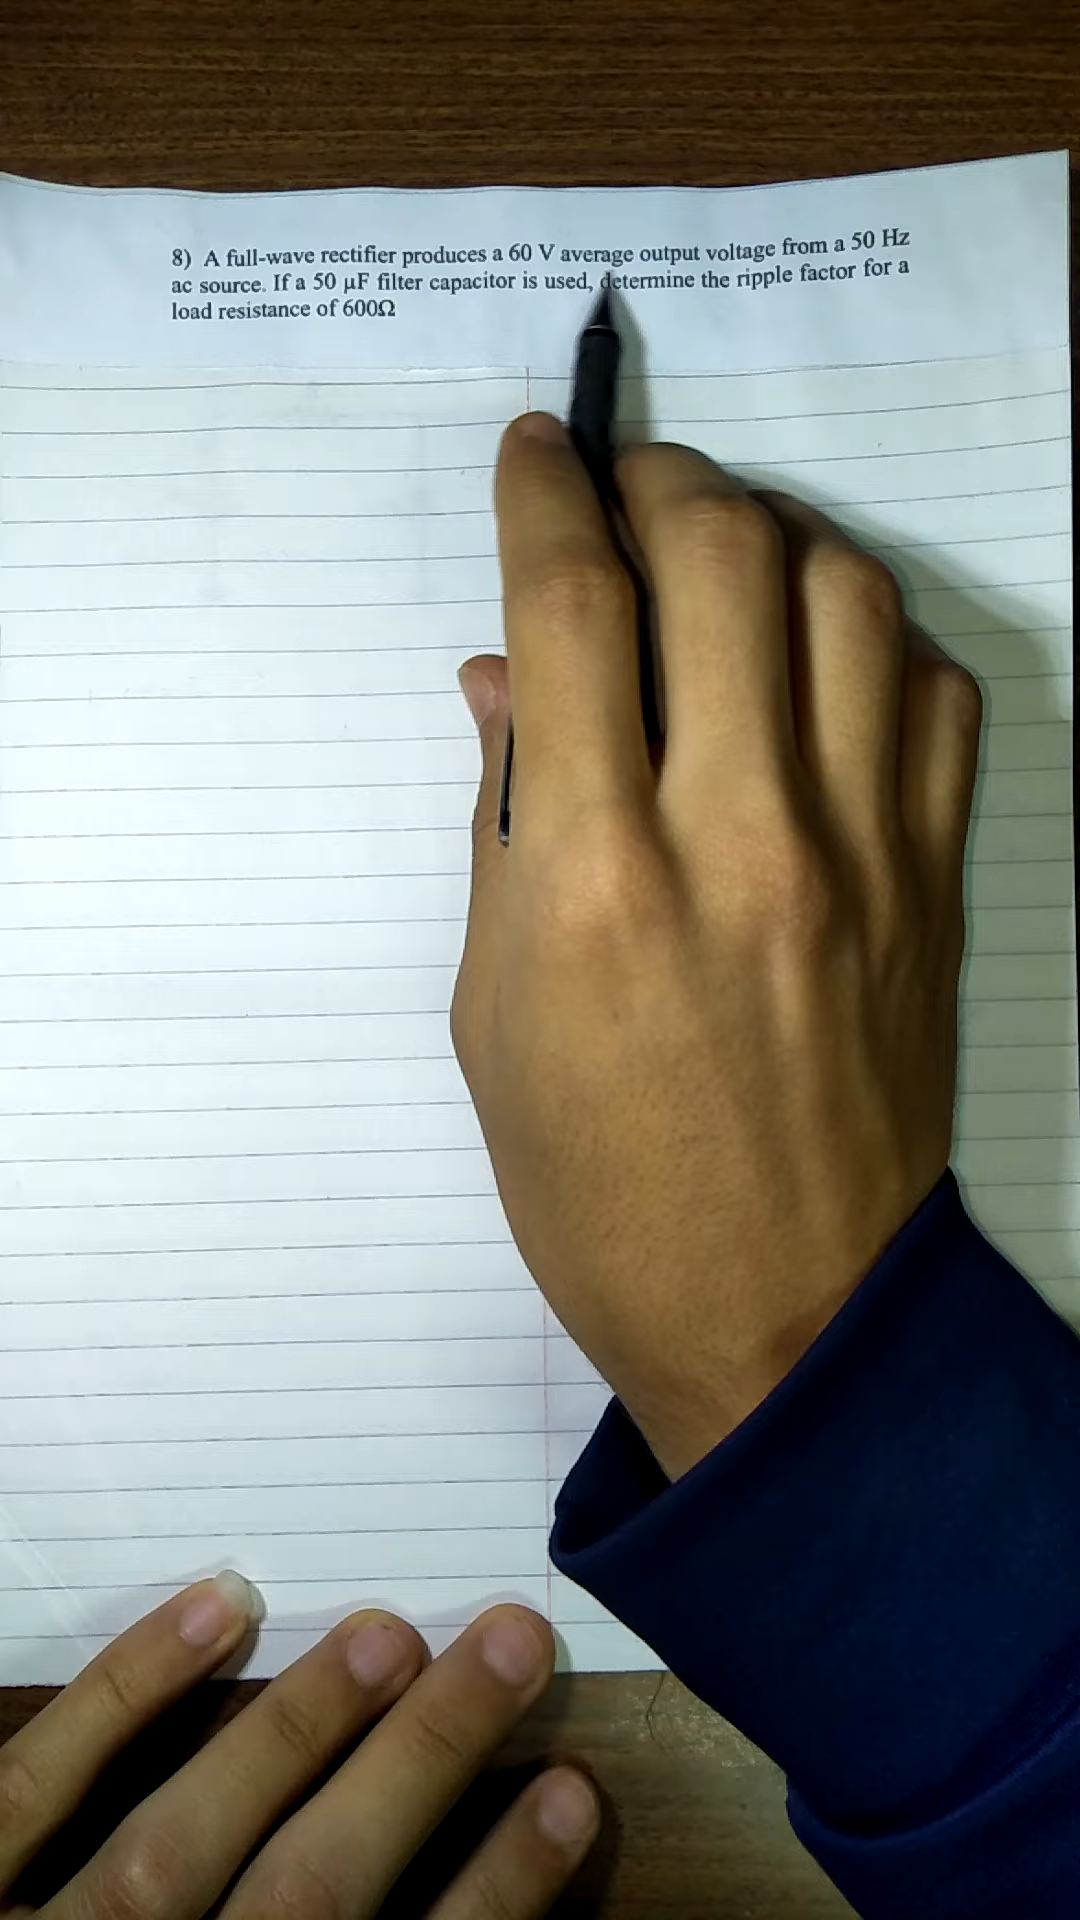 8) A full-wave rectifier produces a 60 V average output voltage from a 50 Hz
ac source. If a 50 μF filter capacitor is used, determine the ripple factor for a
load resistance of 600Ω